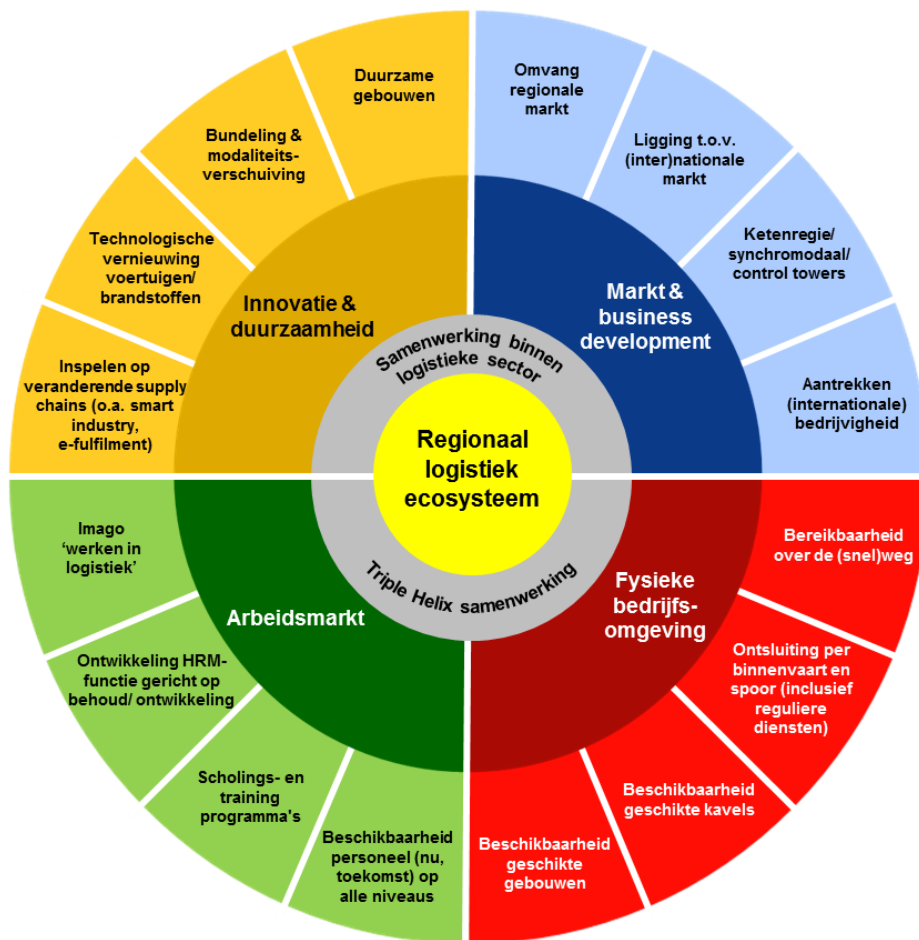 Duurzame
gebouwen
Omvang
regionale
markt
Bundeling &
modaliteits-
verschuiving
Ligging t.o.v.
(inter)nationale
markt
Technologische
vernieuwing
voertuigen/
brandstoffen
Ketenregie/
synchromodaal/
control towers
Innovatie &
duurzaamheid
Markt &
business
development
Inspelen op
veranderende supply
chains (o.a. smart
industry,
e-fulfilment)
Samenwerking binnen
logistieke sector
Aantrekken
(internationale)
bedrijvigheid
Regionaal
logistiek
ecosysteem
Imago
‘werken in
logistiek’
Bereikbaarheid
over de (snel)weg
Triple Helix samenwerking
Arbeidsmarkt
Fysieke
bedrijfs-
omgeving
Ontwikkeling HRM-
functie gericht op
behoud/ ontwikkeling
Ontsluiting per
binnenvaart en
spoor (inclusief
reguliere
diensten)
Scholings- en
training
programma's
Beschikbaarheid
geschikte kavels
Beschikbaarheid
personeel (nu,
toekomst) op
alle niveaus
Beschikbaarheid
geschikte
gebouwen